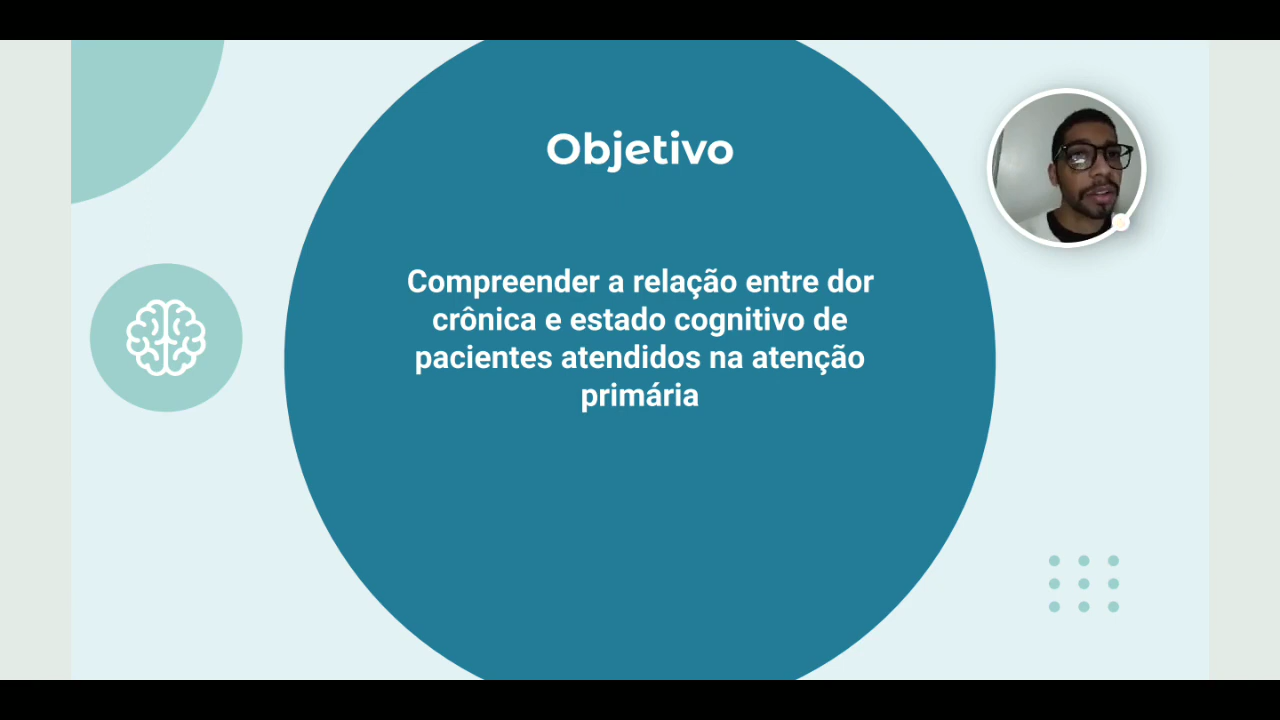 Objetivo
Compreender a relação entre dor
crônica e estado cognitivo de
pacientes atendidos na atenção
primária